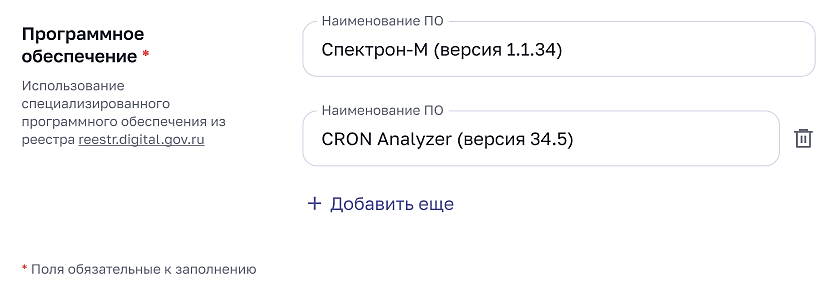 Программное
обеспечение *
Использование
специализированного
программного обеспечения из
реестра reestr.digital.gov.ru
Наименование ПО
Спектрон-М (версия 1.1.34)
Наименование ПО
CRON Analyzer (версия 34.5)
+ Добавить еще
* Поля обязательные к заполнению